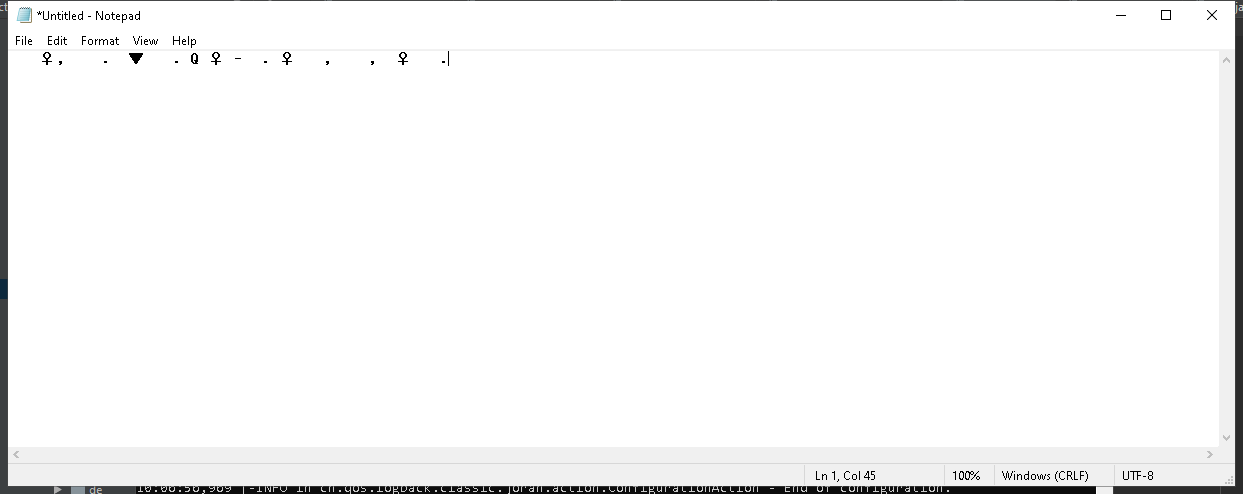 *Untitled - Notepad
File Edit Format View Help
♀, . ▼ . Q ♀ - . ♀ , , ♀ .
Ln 1, Col 45 100% Windows (CRLF) UTF-8
de 10:06:56,969 |-INFO in ch.qos.logback.classic.joran.action.ConfigurationAction - End of configuration.